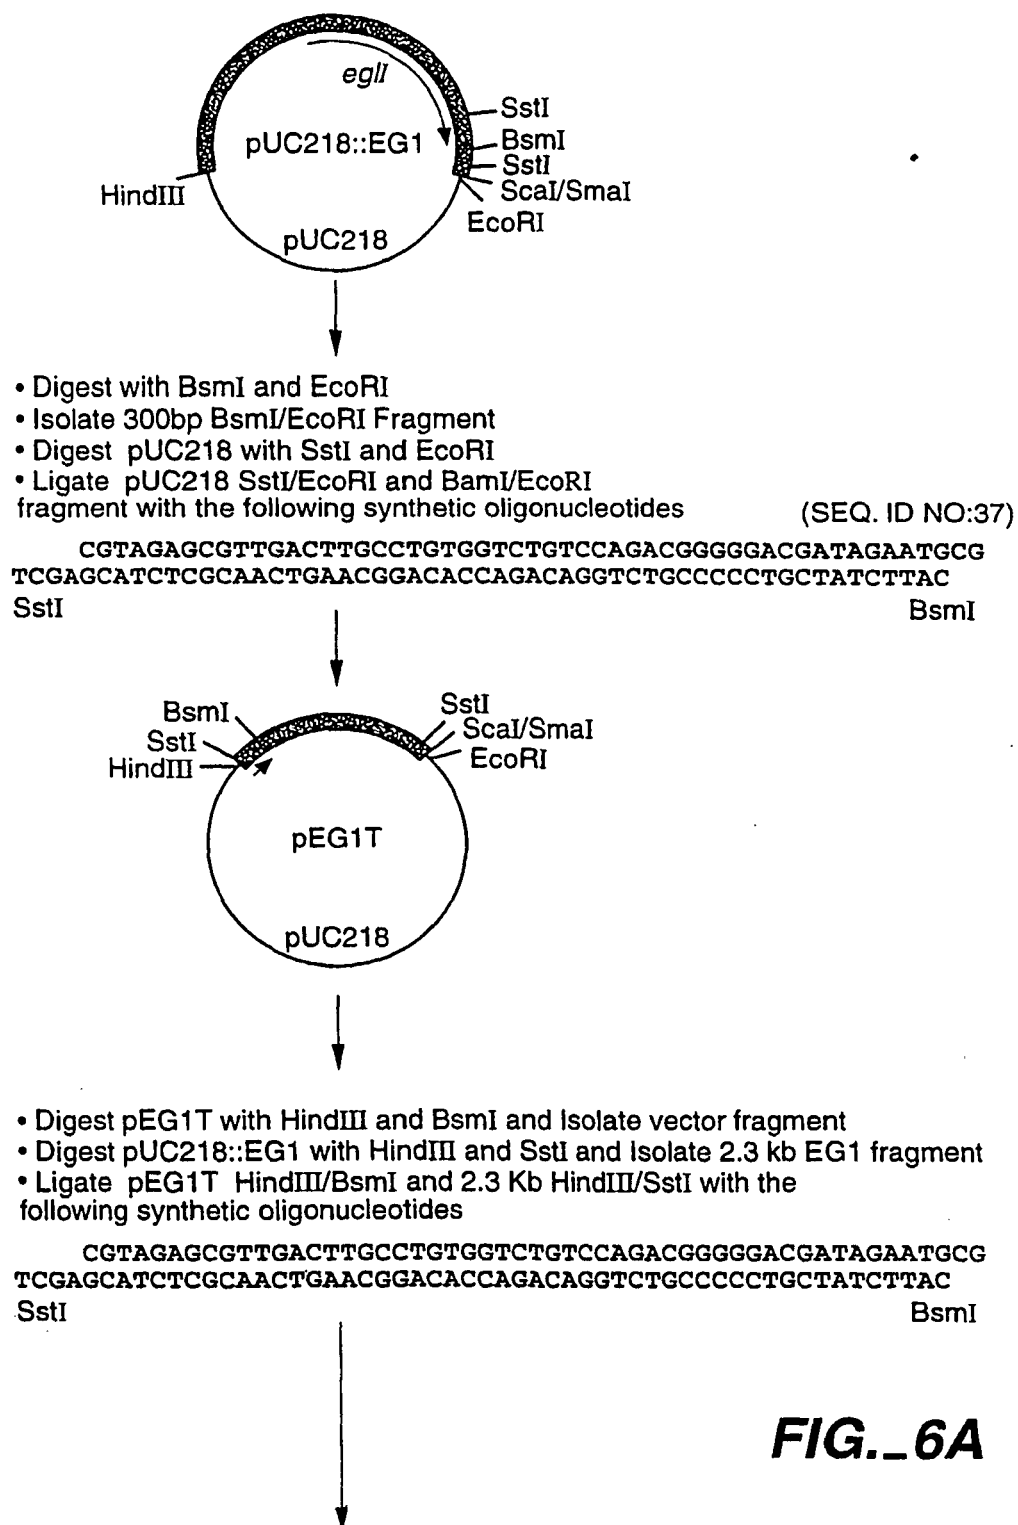 eglI
pUC218::EG1
SstI
BsmI
SstI
ScaI/SmaI
EcoRI
HindIII
pUC218
• Digest with BsmI and EcoRI
• Isolate 300bp BsmI/EcoRI Fragment
• Digest pUC218 with SstI and EcoRI
• Ligate pUC218 SstI/EcoRI and BamI/EcoRI
fragment with the following synthetic oligonucleotides (SEQ. ID NO:37)
CGTAGAGCGTTGACTTGCCTGTGGTCTGTCCAGACGGGGGACGATAGAATGCG
TCGAGCATCTCGCAACTGAACGGACACCAGACAGGTCTGCCCCCTGCTATCTTAC
SstI BsmI
BsmI
SstI
HindIII
SstI
ScaI/SmaI
EcoRI
pEG1T
pUC218
• Digest pEG1T with HindIII and BsmI and Isolate vector fragment
• Digest pUC218::EG1 with HindIII and SstI and Isolate 2.3 kb EG1 fragment
• Ligate pEG1T HindIII/BsmI and 2.3 Kb HindIII/SstI with the
following synthetic oligonucleotides
CGTAGAGCGTTGACTTGCCTGTGGTCTGTCCAGACGGGGGACGATAGAATGCG
TCGAGCATCTCGCAACTGAACGGACACCAGACAGGTCTGCCCCCTGCTATCTTAC
SstI BsmI
FIG._6A